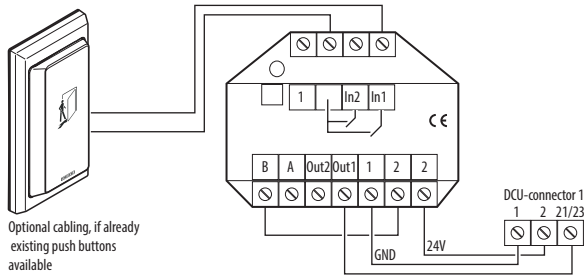 1 In2 In1
CE
B A Out2 Out1 1 2 2
DCU-connector 1
1 2 21/23
GND
24V
Optional cabling, if already
existing push buttons
available